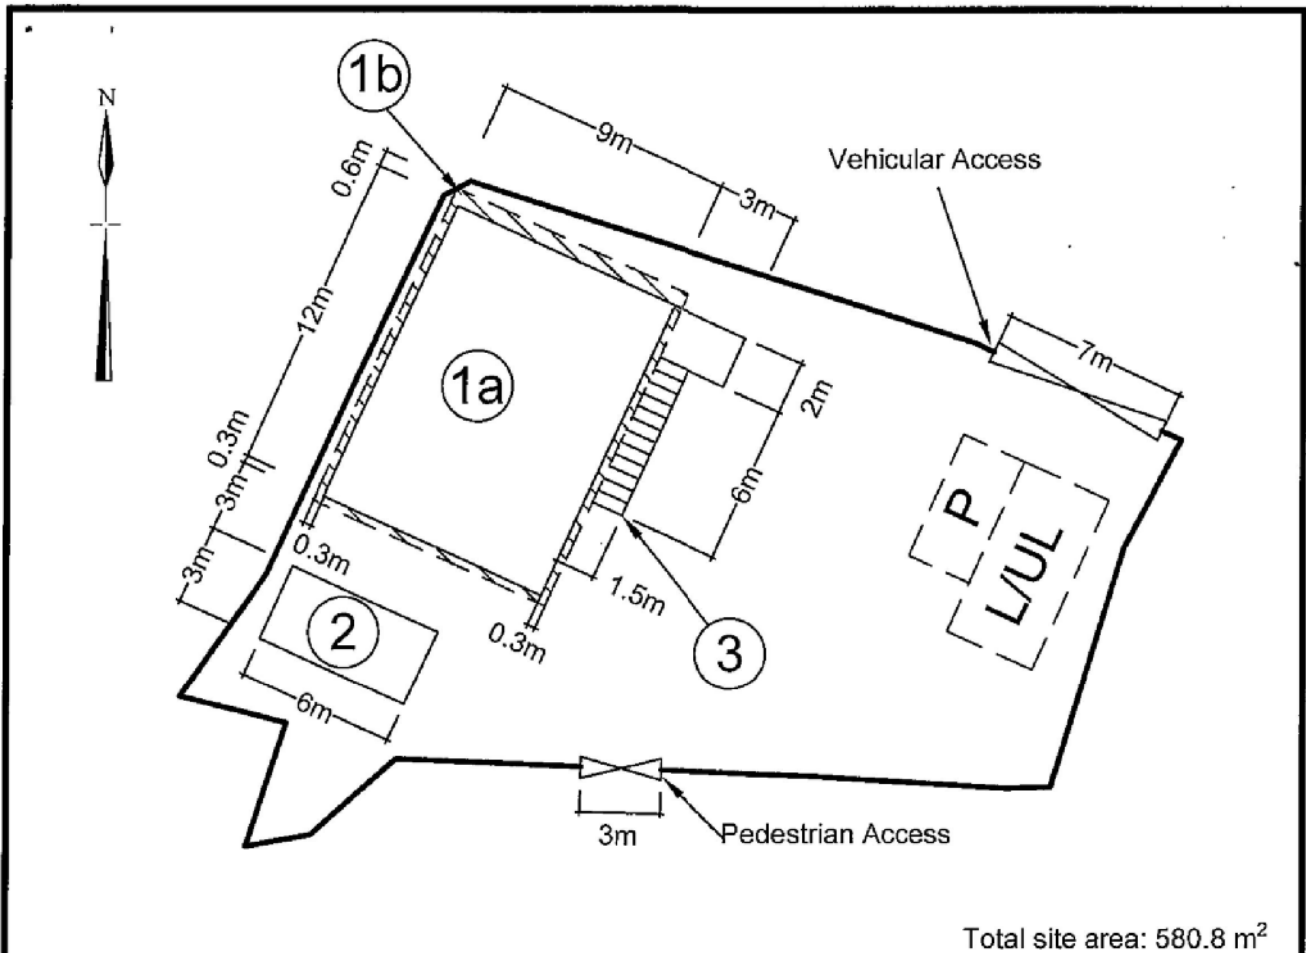 1b
N
9m
Vehicular Access
0.6m
3m
12m
7m
1a
2m
0.3m
6m
3m
P
L/UL
0.3m
3m
1.5m
2
3
0.3m
6m
3m
Pedestrian Access
Total site area: 580.8 m²